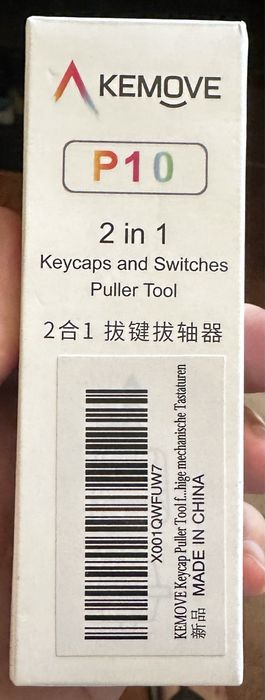 KEMOVE
P10
2 in 1
Keycaps and Switches
Puller Tool
2合1 拔键拔轴器
X001QWFUW7
KEMOVE Keycap Puller Tool f...hige mechanische Tastaturen
新品 MADE IN CHINA